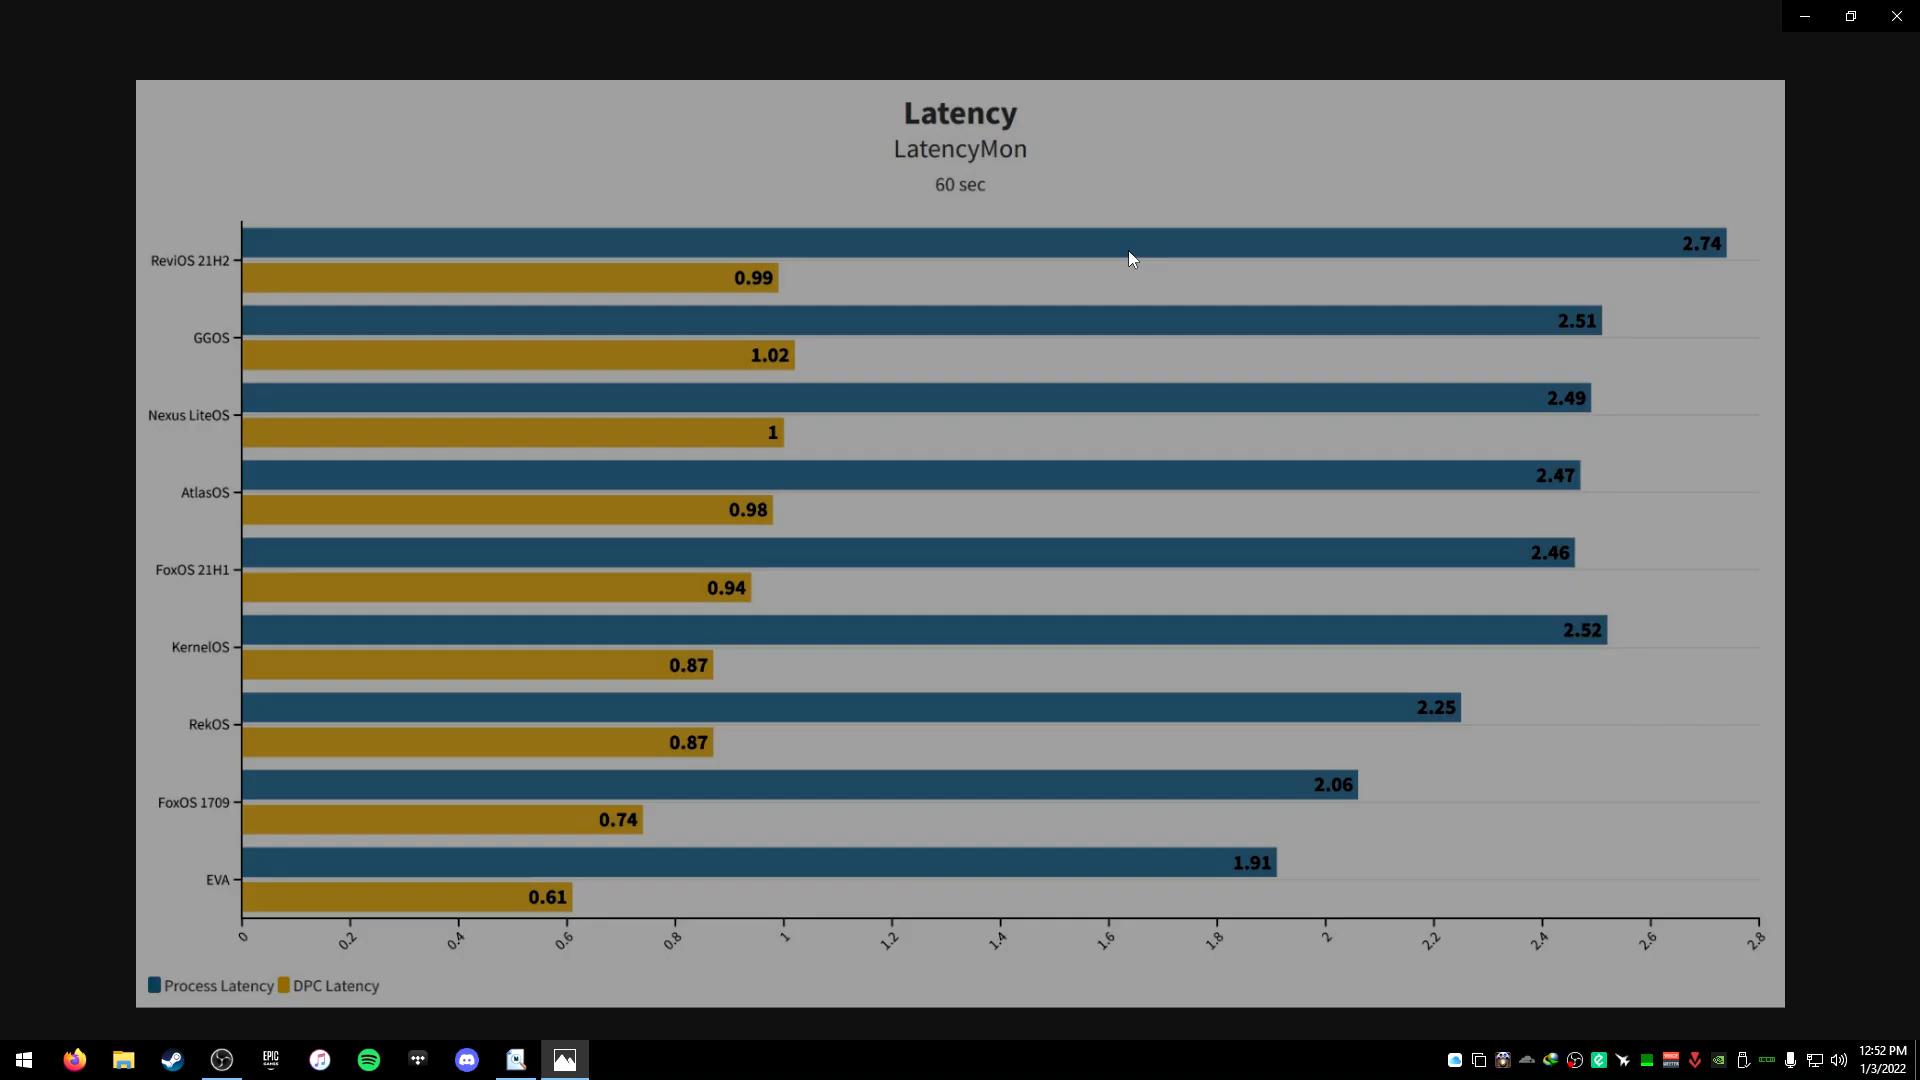 Latency
LatencyMon
60 sec
ReviOS 21H2
2.74
0.99
GGOS
2.51
1.02
Nexus LiteOS
2.49
1
AtlasOS
2.47
0.98
FoxOS 21H1
2.46
0.94
KernelOS
2.52
0.87
RekOS
2.25
0.87
FoxOS 1709
2.06
0.74
EVA
1.91
0.61
0 0.2 0.4 0.6 0.8 1 1.2 1.4 1.6 1.8 2 2.2 2.4 2.6 2.8
Process Latency DPC Latency
EPIC
GAMES
12:52 PM
1/3/2022